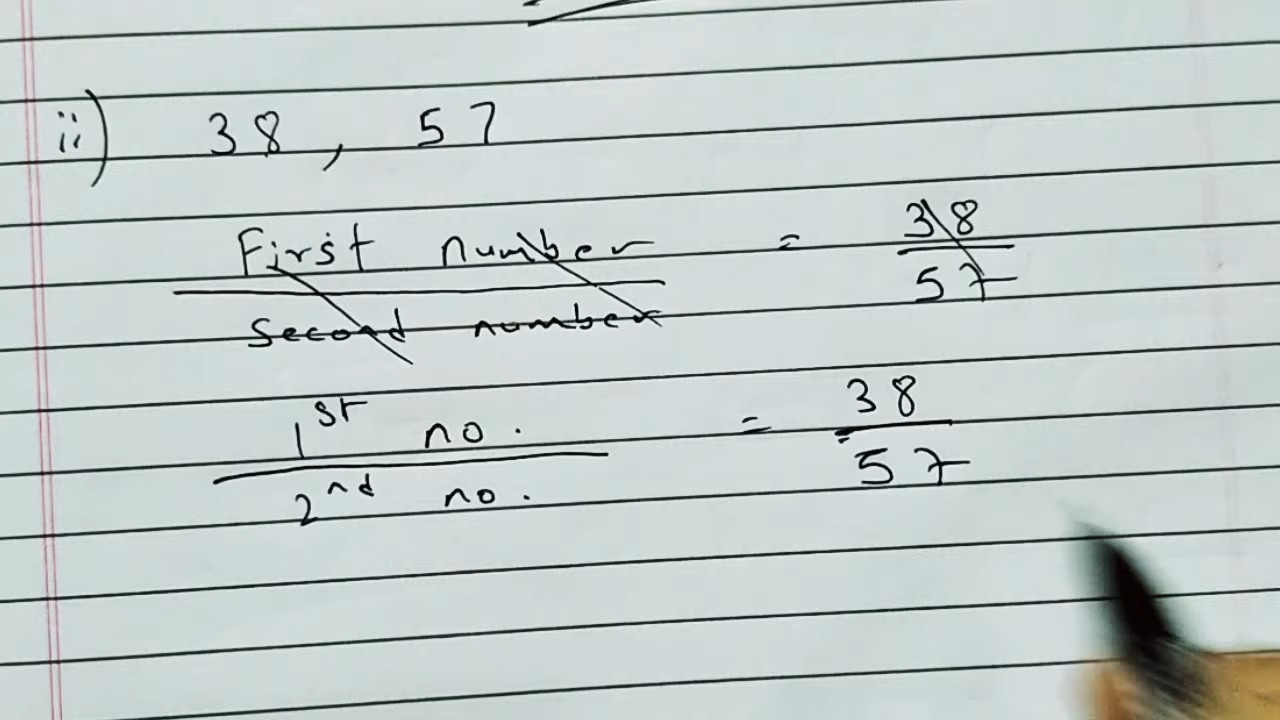 ii) 38 , 57
First number = 38
Second number 57
1st no. = 38
2nd no. 57